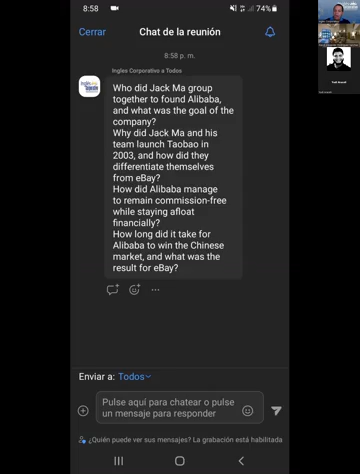 8:58
74%
Cerrar
Chat de la reunión
8:58 p. m.
Ingles Corporativo a Todos
Who did Jack Ma group
together to found Alibaba,
and what was the goal of the
company?
Why did Jack Ma and his
team launch Taobao in
2003, and how did they
differentiate themselves
from eBay?
How did Alibaba manage
to remain commission-free
while staying afloat
financially?
How long did it take for
Alibaba to win the Chinese
market, and what was the
result for eBay?
Enviar a: Todos
Pulse aquí para chatear o pulse
un mensaje para responder
¿Quién puede ver sus mensajes? La grabación está habilitada